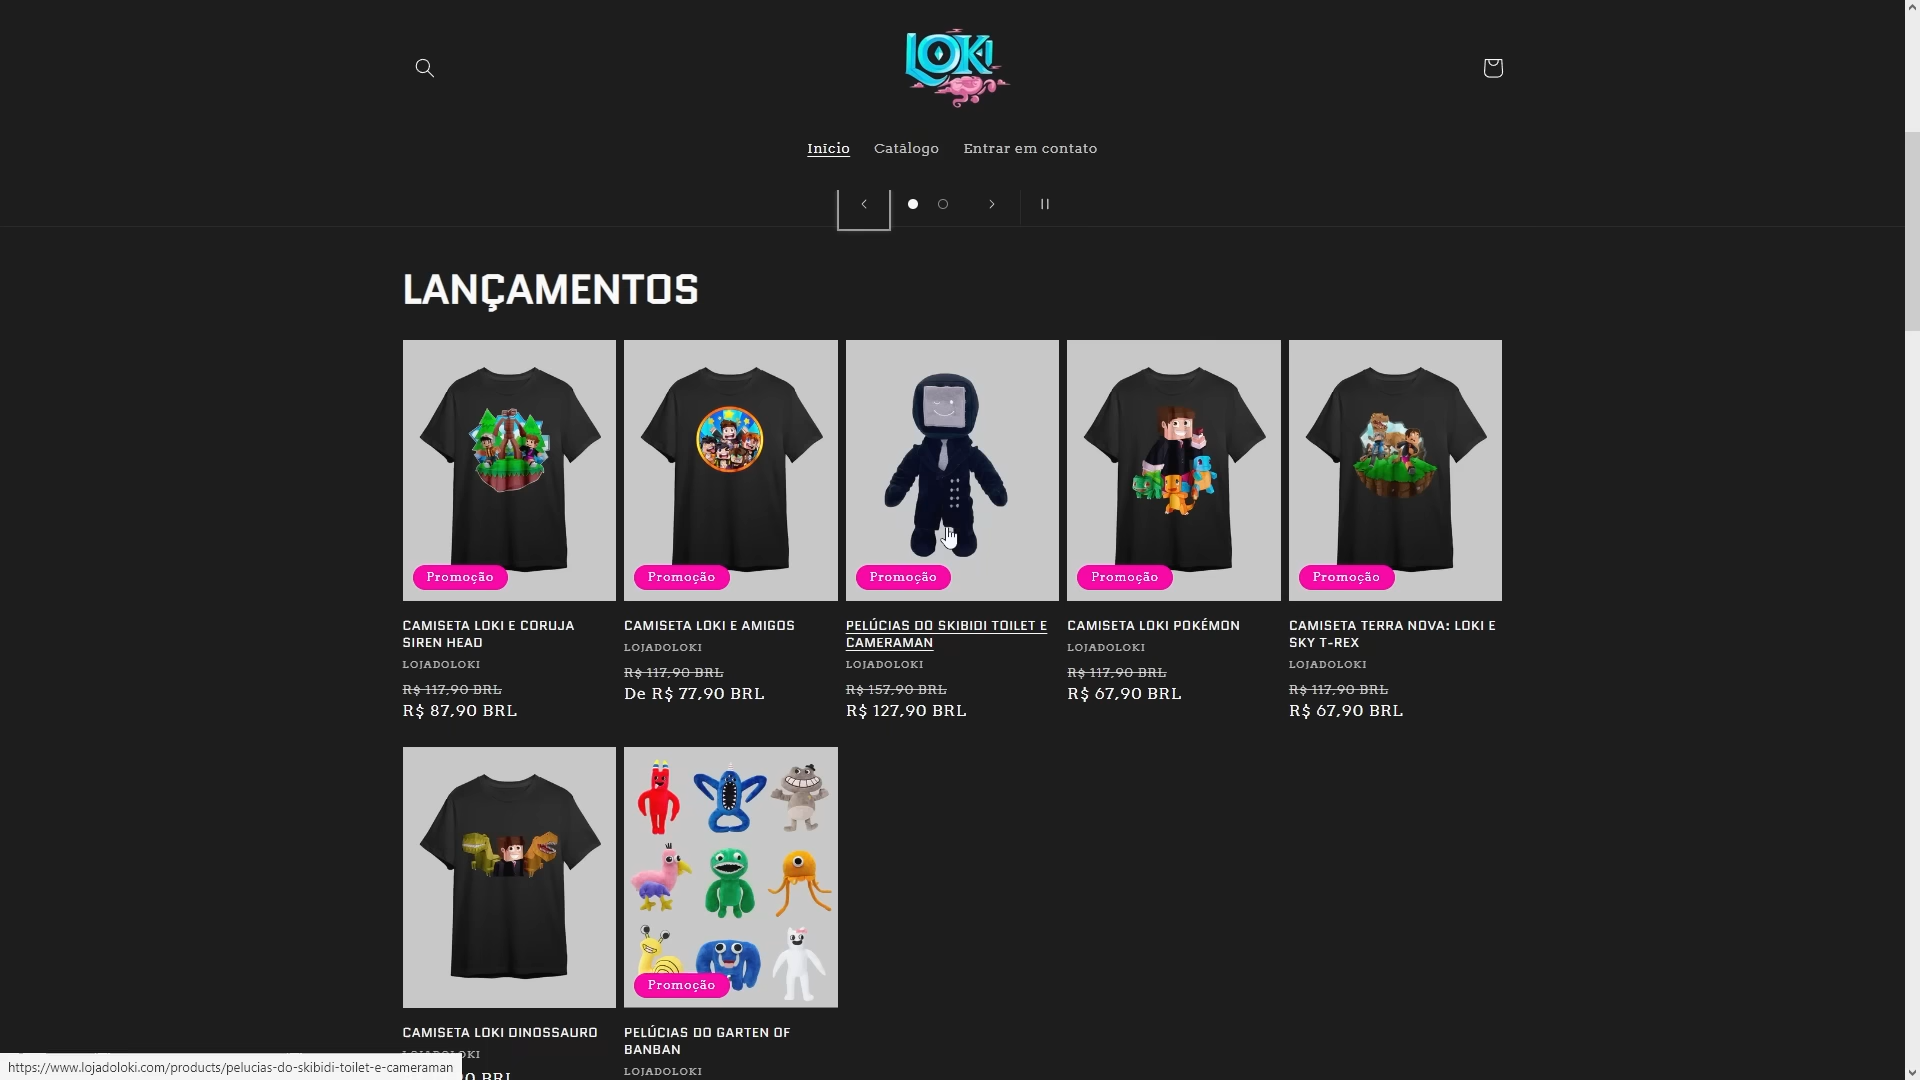 LOKI
Início Catálogo Entrar em contato
LANÇAMENTOS
Promoção Promoção Promoção Promoção Promoção
CAMISETA LOKI E CORUJA SIREN HEAD
LOJADOLOKI
R$ 117,90 BRL
R$ 87,90 BRL
CAMISETA LOKI E AMIGOS
LOJADOLOKI
R$ 117,90 BRL
De R$ 77,90 BRL
PELÚCIAS DO SKIBIDI TOILET E
CAMERAMAN
LOJADOLOKI
R$ 157,90 BRL
R$ 127,90 BRL
CAMISETA LOKI POKÉMON
LOJADOLOKI
R$ 117,90 BRL
R$ 67,90 BRL
CAMISETA TERRA NOVA: LOKI E
SKY T-REX
LOJADOLOKI
R$ 117,90 BRL
R$ 67,90 BRL
CAMISETA LOKI DINOSSAURO
Promoção
PELÚCIAS DO GARTEN OF
BANBAN
LOJADOLOKI
https://www.lojadoloki.com/products/pelucias-do-skibidi-toilet-e-cameraman